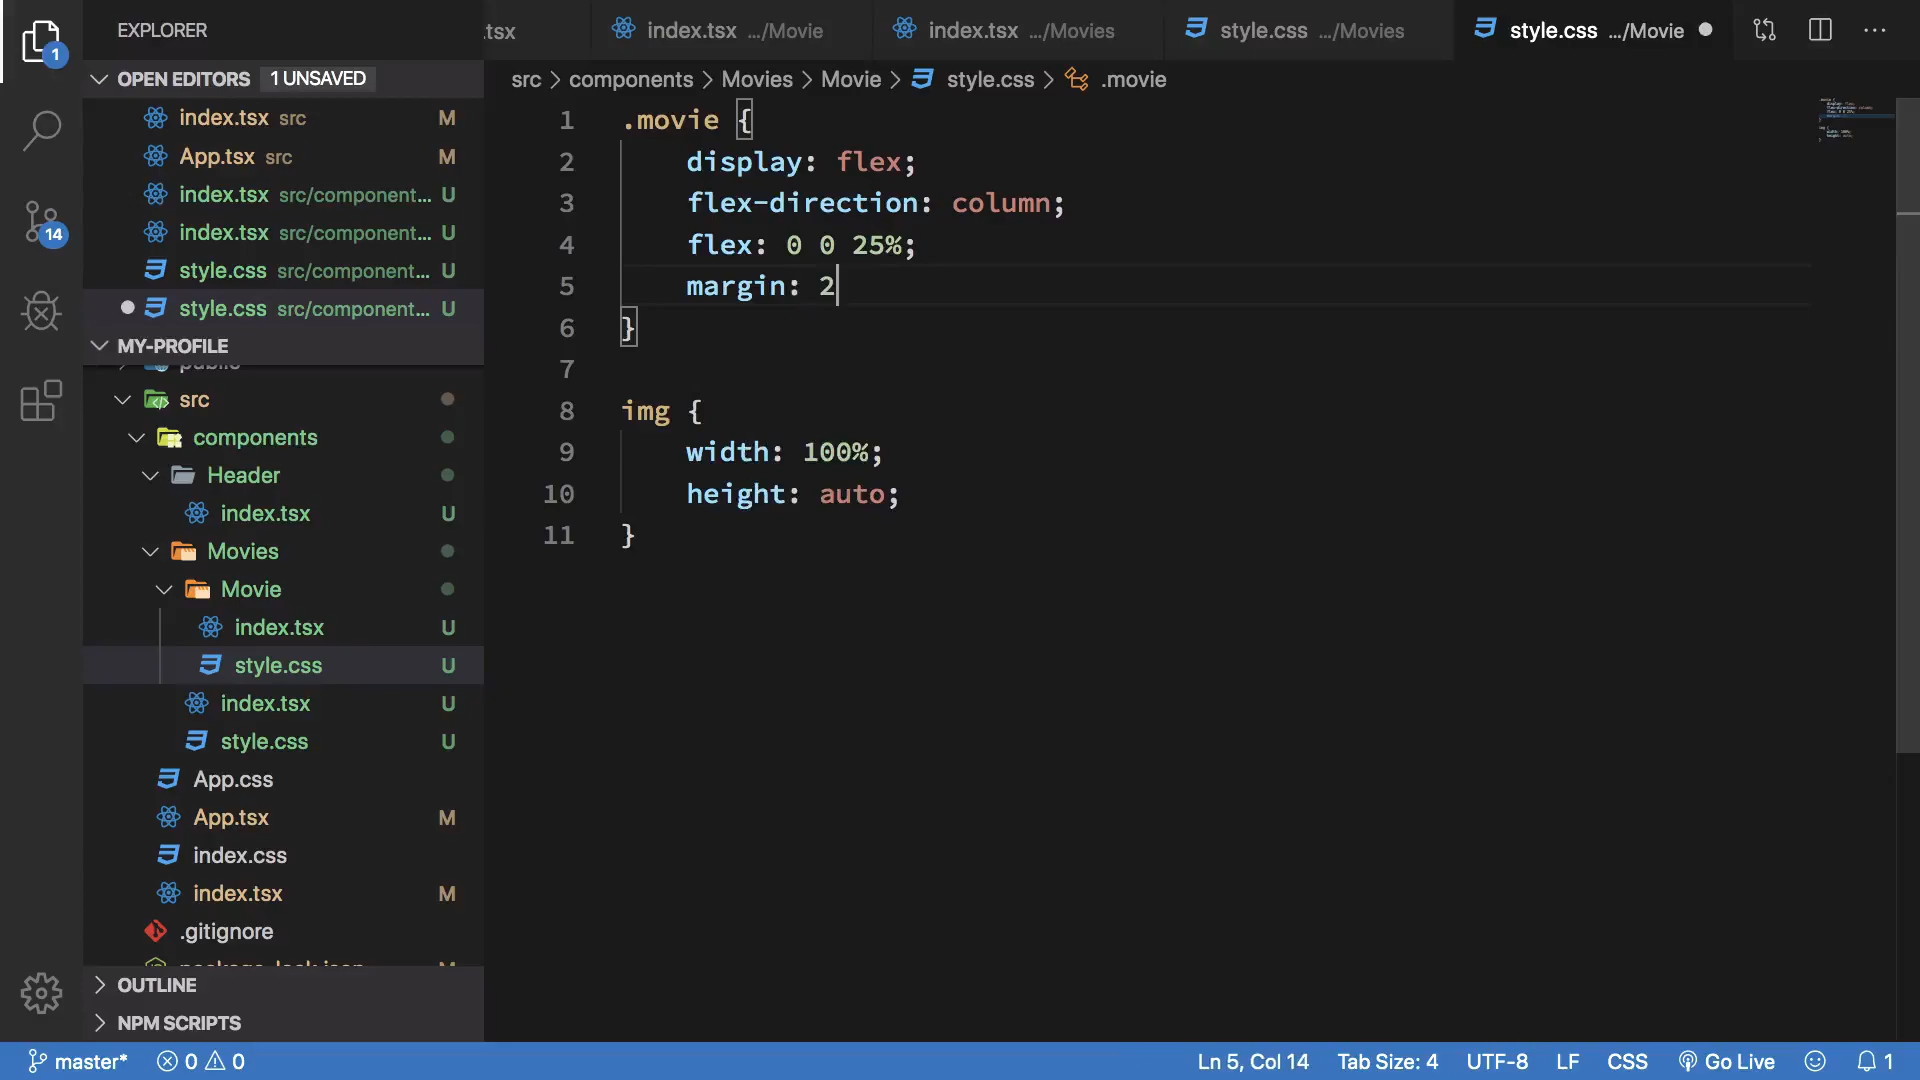 EXPLORER
.tsx
index.tsx .../Movie
index.tsx .../Movies
style.css .../Movies
style.css .../Movie
1
OPEN EDITORS 1 UNSAVED
index.tsx src M
App.tsx src M
index.tsx src/component... U
index.tsx src/component... U
style.css src/component... U
style.css src/component... U
14
MY-PROFILE
public
src
components
Header
index.tsx U
Movies
Movie
index.tsx U
style.css U
index.tsx U
style.css U
App.css
App.tsx M
index.css
index.tsx M
.gitignore
package-lock.json M
OUTLINE
NPM SCRIPTS
src > components > Movies > Movie > style.css > .movie
1 .movie {
2 display: flex;
3 flex-direction: column;
4 flex: 0 0 25%;
5 margin: 2
6 }
7
8 img {
9 width: 100%;
10 height: auto;
11 }
master* 0 0
Ln 5, Col 14 Tab Size: 4 UTF-8 LF CSS Go Live 1